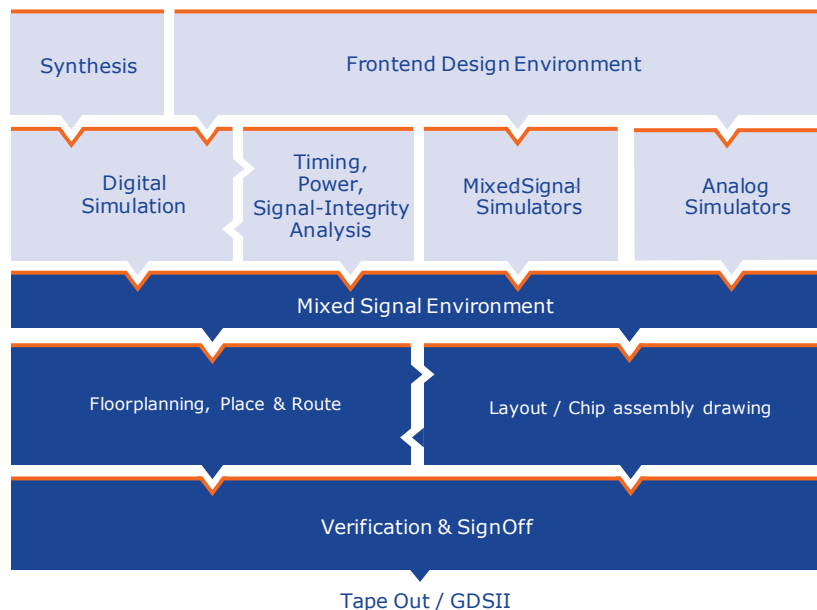 Synthesis
Frontend Design Environment
Digital
Simulation
Timing,
Power,
Signal-Integrity
Analysis
MixedSignal
Simulators
Analog
Simulators
Mixed Signal Environment
Floorplanning, Place & Route
Layout / Chip assembly drawing
Verification & SignOff
Tape Out / GDSII